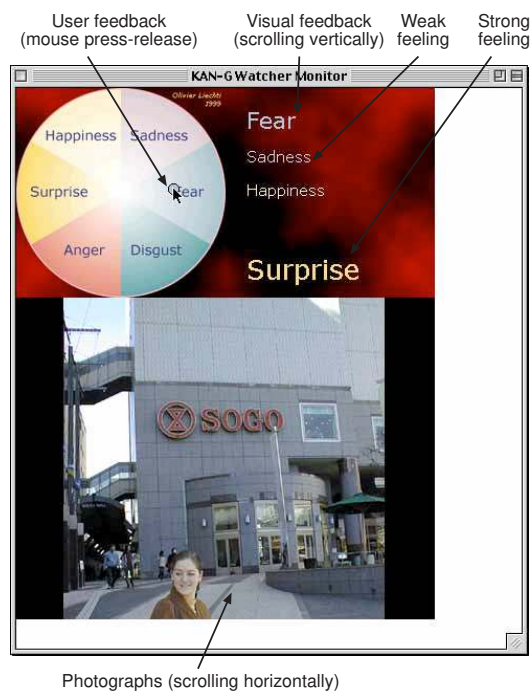 User feedback
(mouse press-release)
Visual feedback
(scrolling vertically)
Weak
feeling
Strong
feeling
KAN-G Watcher Monitor
Olivier Liechti
1999
Happiness
Sadness
Surprise
Fear
Anger
Disgust
Fear
Sadness
Happiness
Surprise
SOGO
Photographs (scrolling horizontally)